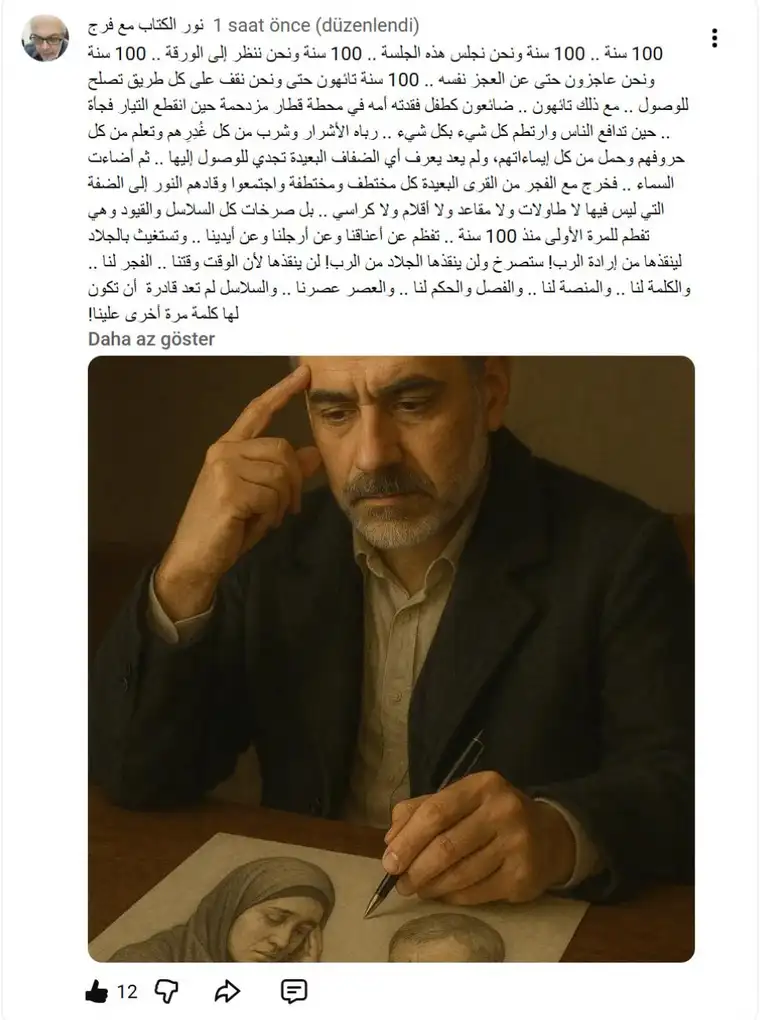 نور الكتاب مع فرج 1 saat önce (düzenlendi)
100 سنة .. 100 سنة ونحن نجلس هذه الجلسة .. 100 سنة ونحن ننظر إلى الورقة .. 100 سنة
ونحن عاجزون حتى عن العجز نفسه .. 100 سنة تائهون حتى ونحن نقف على كل طريق تصلح
للوصول .. مع ذلك تائهون .. ضائعون كطفل فقدته أمه في محطة قطار مزدحمة حين انقطع التيار فجأة
.. حين تدافع الناس وارتطم كل شيء بكل شيء .. رباه الأشرار وشرب من كل غُدِرِهم وتعلم من كل
حروفهم وحمل من كل إيماءاتهم، ولم يعد يعرف أي الضفاف البعيدة تجدي للوصول إليها .. ثم أضاءت
السماء .. فخرج مع الفجر من القرى البعيدة كل مختطف ومختطفة واجتمعوا وقادهم النور إلى الضفة
التي ليس فيها لا طاولات ولا مقاعد ولا أقلام ولا كراسي .. بل صرخات كل السلاسل والقيود وهي
تفطم للمرة الأولى منذ 100 سنة .. تفظم عن أعناقنا وعن أرجلنا وعن أيدينا .. وتستغيث بالجلاد
لينقذها من إرادة الرب! ستصرخ ولن ينقذها الجلاد من الرب! لن ينقذها لأن الوقت وقتنا .. الفجر لنا ..
والكلمة لنا .. والمنصة لنا .. والفصل والحكم لنا .. والعصر عصرنا .. والسلاسل لم تعد قادرة أن تكون
لها كلمة مرة أخرى علينا!
Daha az göster
12